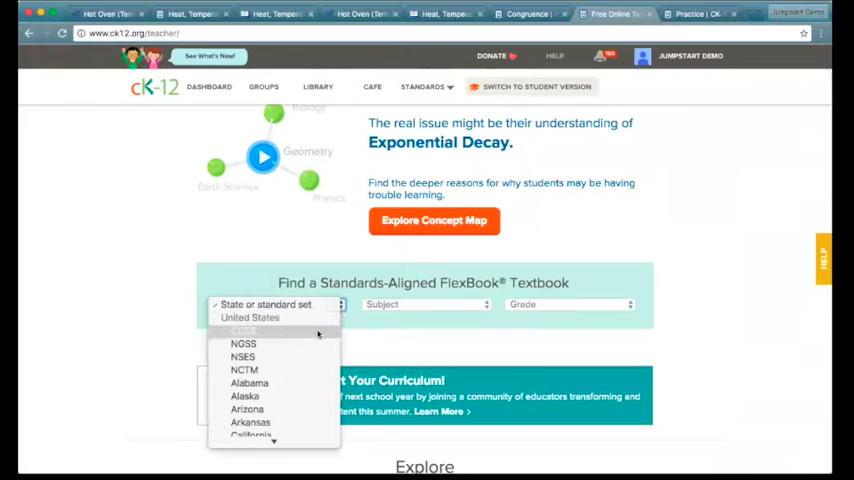 Hot Oven (Tem
Heat, Tempera
Heat, Tempera
Hot Oven (Tem
Heat, Tempera
Congruence |
Free Online Te
Practice | CK-1
Jumpstart Demo
www.ck12.org/teacher/
See What's New!
DONATE
HELP
160
JUMPSTART DEMO
cK-12
DASHBOARD
GROUPS
LIBRARY
CAFE
STANDARDS
SWITCH TO STUDENT VERSION
Biology
Geometry
Earth Science
Physics
The real issue might be their understanding of
Exponential Decay.
Find the deeper reasons for why students may be having
trouble learning.
Explore Concept Map
HELP
Find a Standards-Aligned FlexBook® Textbook
✓ State or standard set
Subject
Grade
United States
CCSS
NGSS
NSES
NCTM
Alabama
Alaska
Arizona
Arkansas
California
t Your Curriculum!
of next school year by joining a community of educators transforming and
tent this summer. Learn More >
Explore